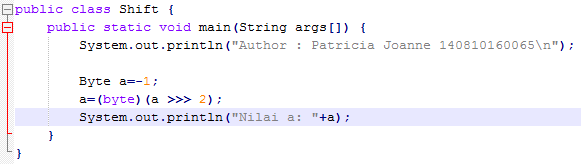 public class Shift {
public static void main(String args[]) {
System.out.println("Author : Patricia Joanne 140810160065\n");
Byte a=-1;
a=(byte)(a >>> 2);
System.out.println("Nilai a: "+a);
}
}